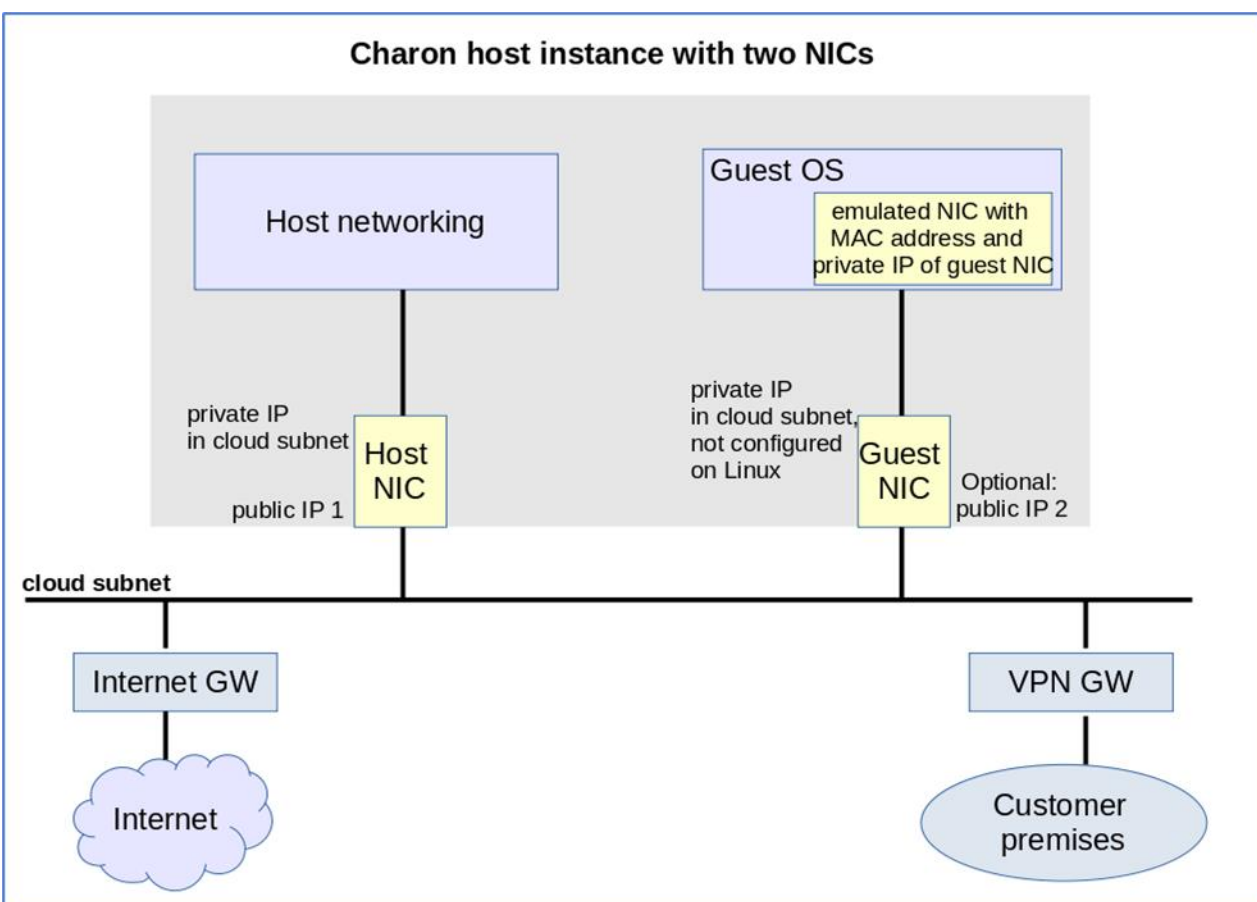 Charon host instance with two NICs
Host networking
Guest OS
emulated NIC with
MAC address and
private IP of guest NIC
private IP
in cloud subnet
Host
NIC
public IP 1
private IP
in cloud subnet,
not configured
on Linux
Guest
NIC
Optional:
public IP 2
cloud subnet
Internet GW
VPN GW
Internet
Customer
premises